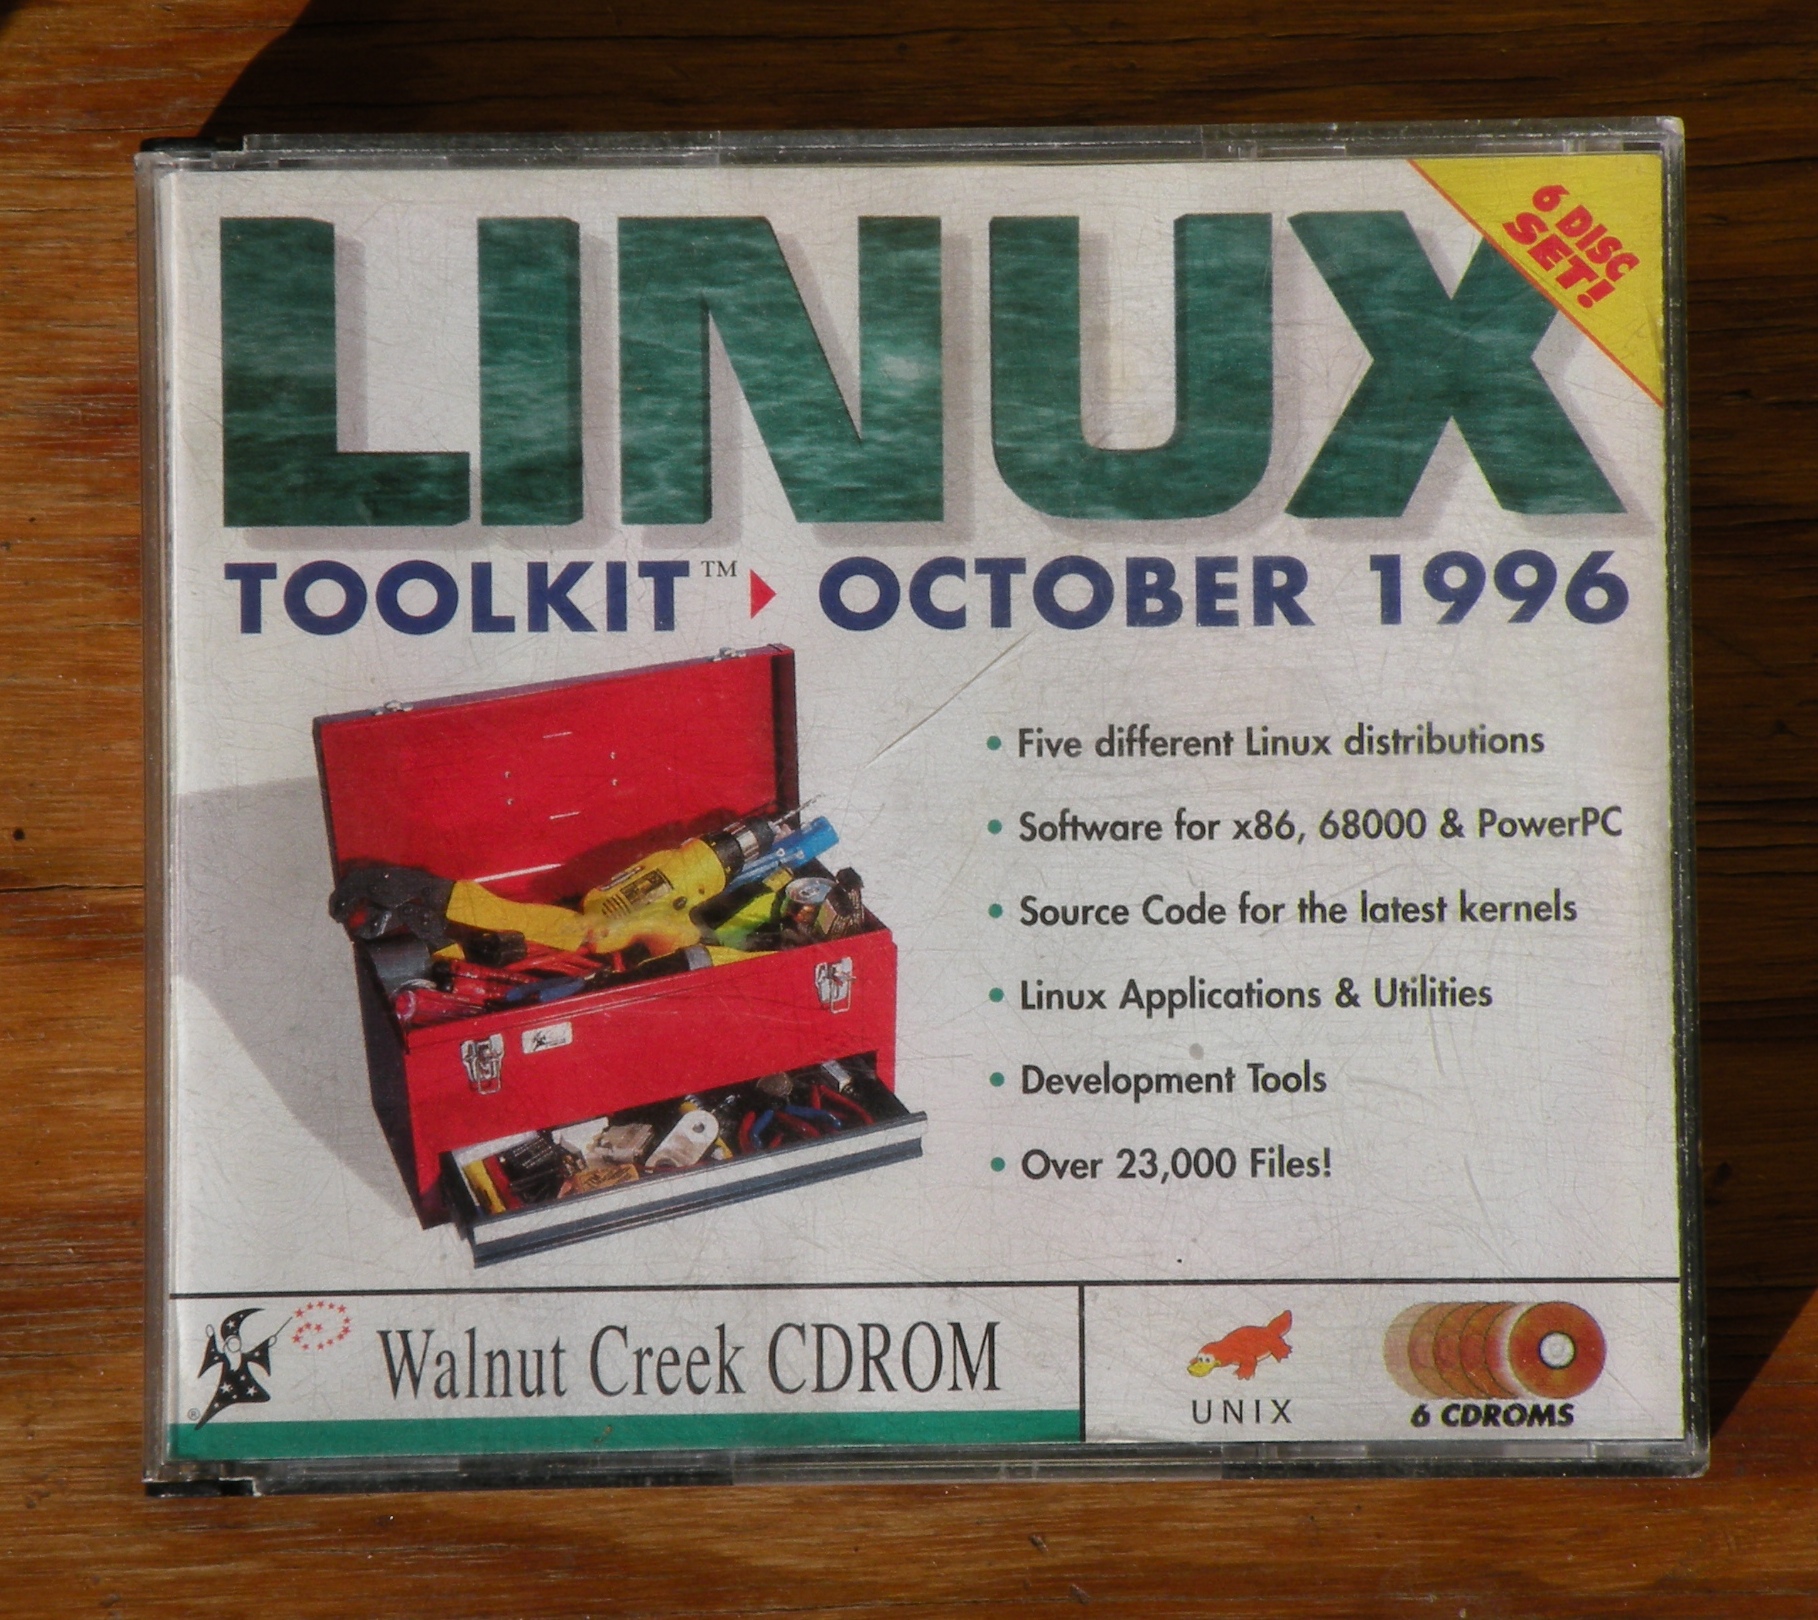 LINUX
6 DISC
SET!
TOOLKIT™ OCTOBER 1996
• Five different Linux distributions
• Software for x86, 68000 & PowerPC
• Source Code for the latest kernels
• Linux Applications & Utilities
• Development Tools
• Over 23,000 Files!
® Walnut Creek CDROM
UNIX
6 CDROMS